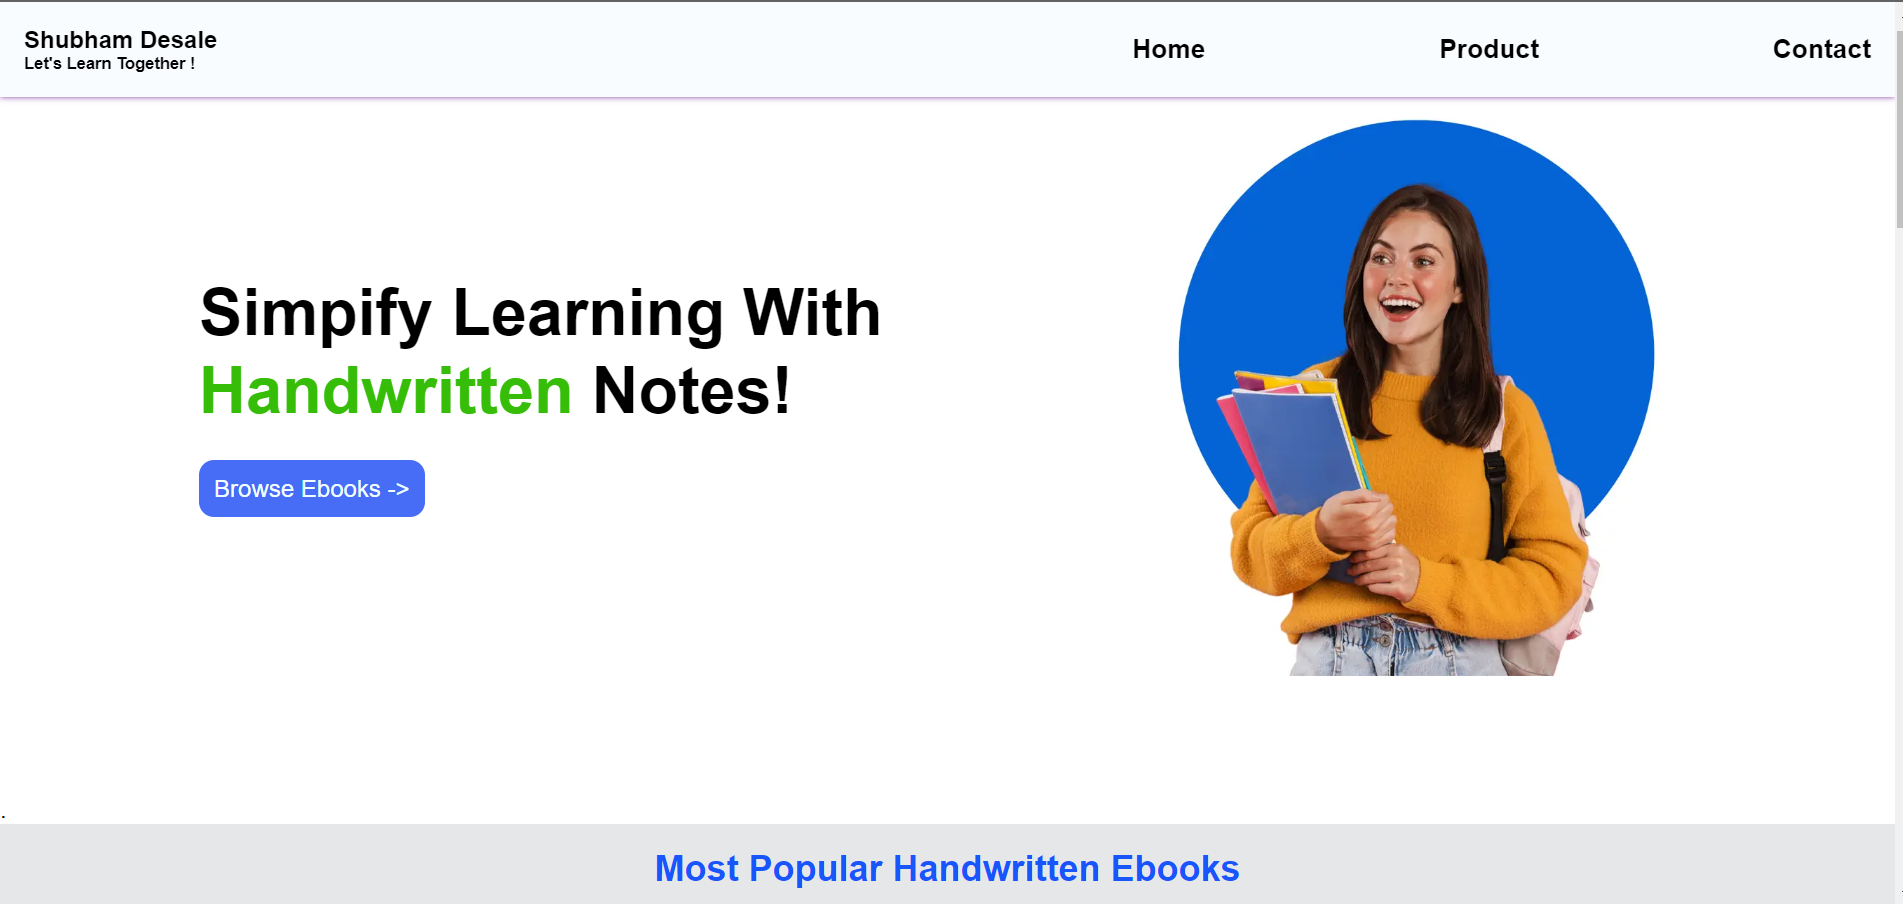 Shubham Desale
Let's Learn Together !
Home Product Contact
Simpify Learning With
Handwritten Notes!
Browse Ebooks ->
.
Most Popular Handwritten Ebooks